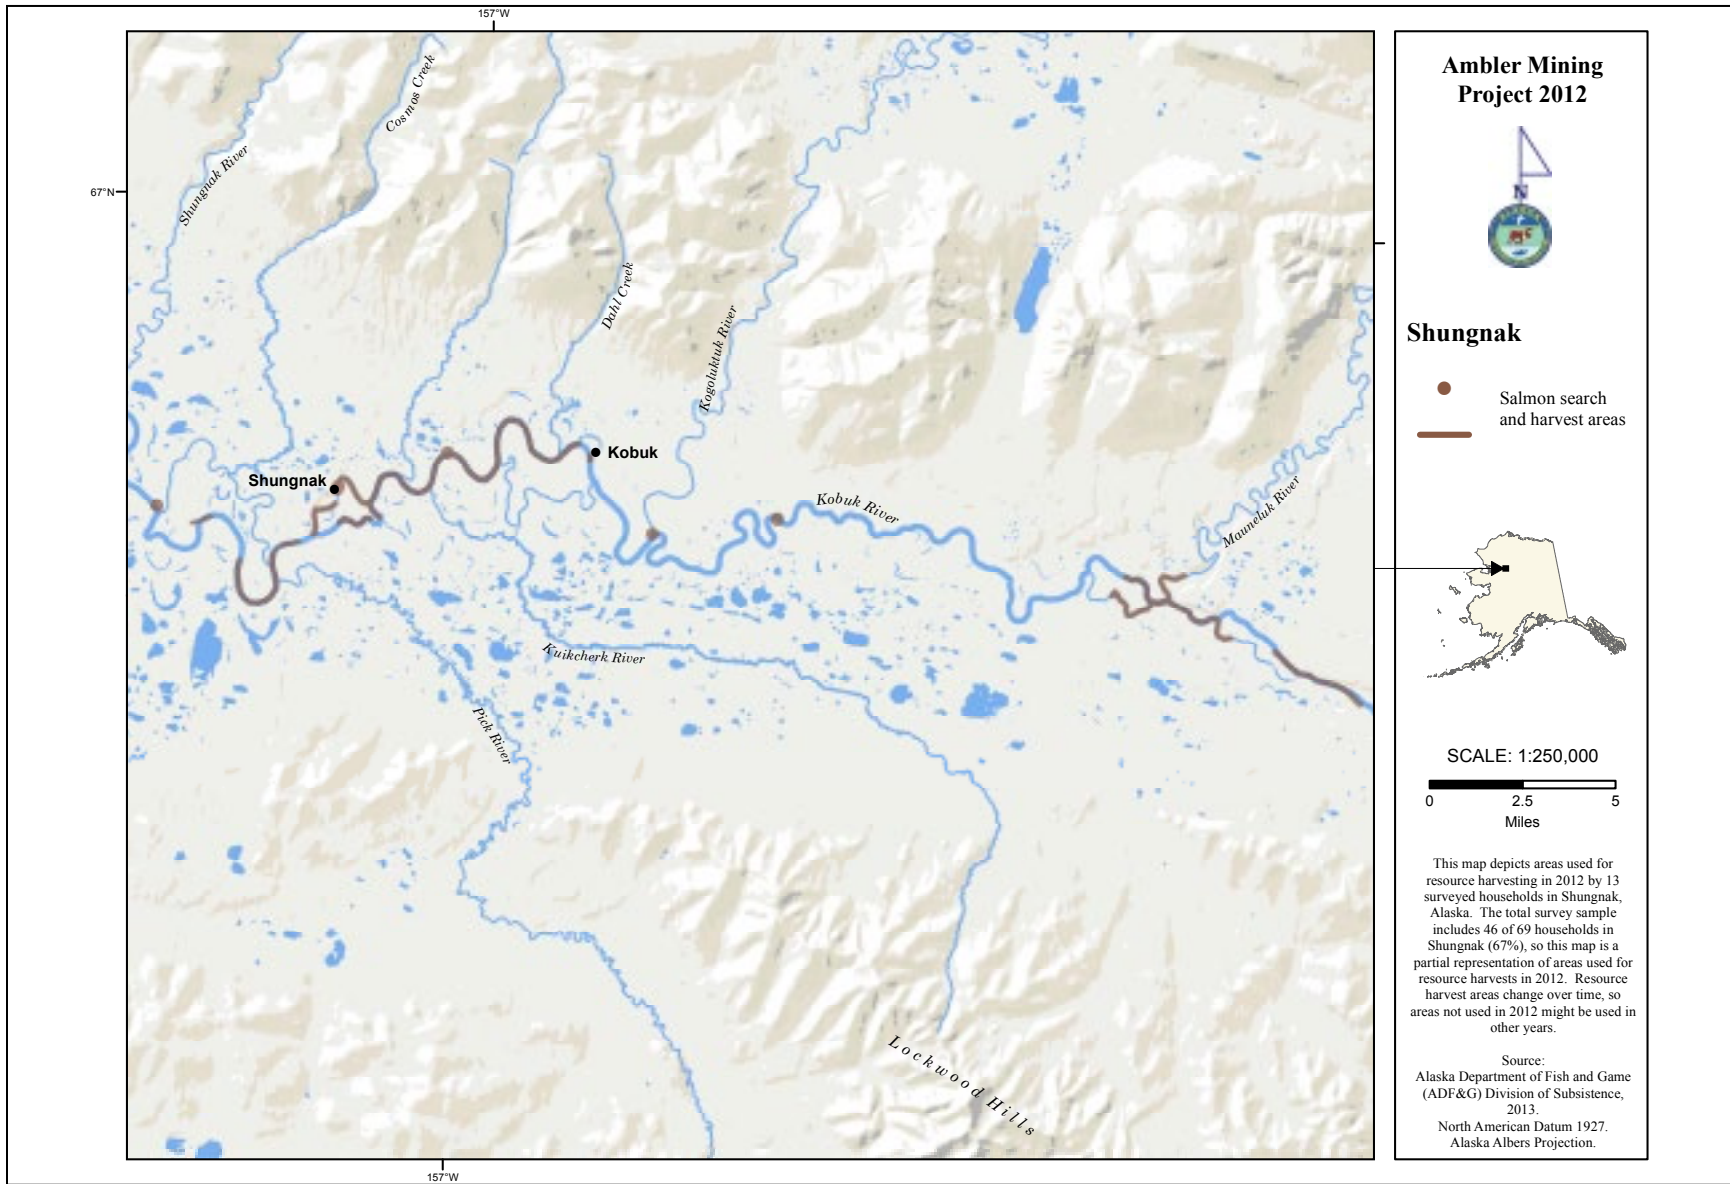 157°W
67°N
Shungnak River
Cosmos Creek
Dahl Creek
Kogoluktuk River
Kobuk
Shungnak
Kobuk River
Mauneluk River
Kuikcherk River
Pick River
Lockwood Hills
157°W
Ambler Mining
Project 2012
N
ALASKA
Shungnak
Salmon search
and harvest areas
SCALE: 1:250,000
0 2.5 5
Miles
This map depicts areas used for
resource harvesting in 2012 by 13
surveyed households in Shungnak,
Alaska. The total survey sample
includes 46 of 69 households in
Shungnak (67%), so this map is a
partial representation of areas used for
resource harvests in 2012. Resource
harvest areas change over time, so
areas not used in 2012 might be used in
other years.
Source:
Alaska Department of Fish and Game
(ADF&G) Division of Subsistence,
2013.
North American Datum 1927.
Alaska Albers Projection.